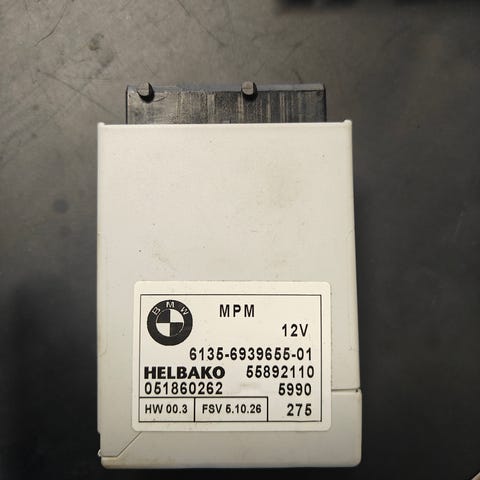 BMW
MPM
12V
6135-6939655-01
HELBAKO 55892110
051860262 5990
HW 00.3 FSV 5.10.26 275